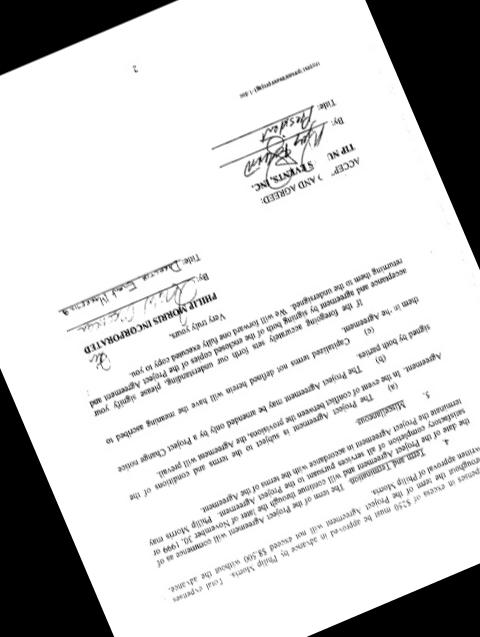 penses in excess of $250 must be approved in advance by Philip Morris. Total expenses
oughout the term of the Project Agreement will not exceed $8,500 without the advance
written approval of Philip Morris.
4. Term and Termination. The term of the Project Agreement will commence as of
the date of the Project Agreement and will continue through the later of November 30, 1999 or
satisfactory completion of all services pursuant to the Project Agreement. Philip Morris may
terminate the Project Agreement in accordance with the terms of the Agreement.
5. Miscellaneous.
(a) The Project Agreement is subject to the terms and conditions of the
Agreement. In the event of conflict between the provisions the Agreement will prevail.
(b) The Project Agreement may be amended only by a Project Change notice
signed by both parties.
(c) Capitalized terms not defined herein will have the meaning ascribed to
them in the Agreement.
If the foregoing accurately sets forth our understanding, please signify your
acceptance and agreement by signing both of the enclosed copies of the Project Agreement and
returning them to the undersigned. We will forward one fully executed copy to you.
Very truly yours,
PHILIP MORRIS INCORPORATED
By:
Title: Director Event Marketing
ACCEP AND AGREED:
TIP NU EVENTS, INC.
By:
Title: President
2